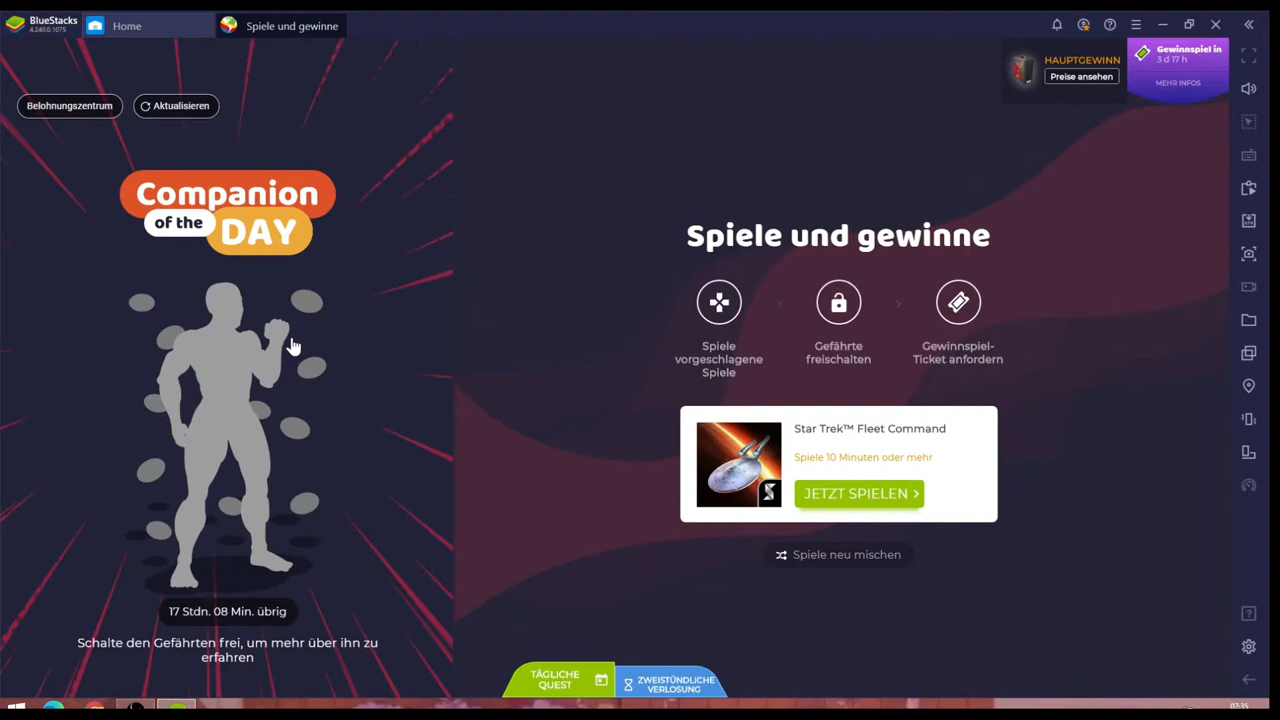 BlueStacks
4.240.0.1075
Home
Spiele und gewinne
HAUPTGEWINN
Preise ansehen
Gewinnspiel in
3 d 17 h
MEHR INFOS
Belohnungszentrum
Aktualisieren
Companion
of the
DAY
17 Stdn. 08 Min. übrig
Schalte den Gefährten frei, um mehr über ihn zu
erfahren
Spiele und gewinne
Spiele
vorgeschlagene
Spiele
Gefährte
freischalten
Gewinnspiel-
Ticket anfordern
Star Trek™ Fleet Command
Spiele 10 Minuten oder mehr
JETZT SPIELEN
Spiele neu mischen
TÄGLICHE
QUEST
ZWEISTÜNDLICHE
VERLOSUNG
07:35